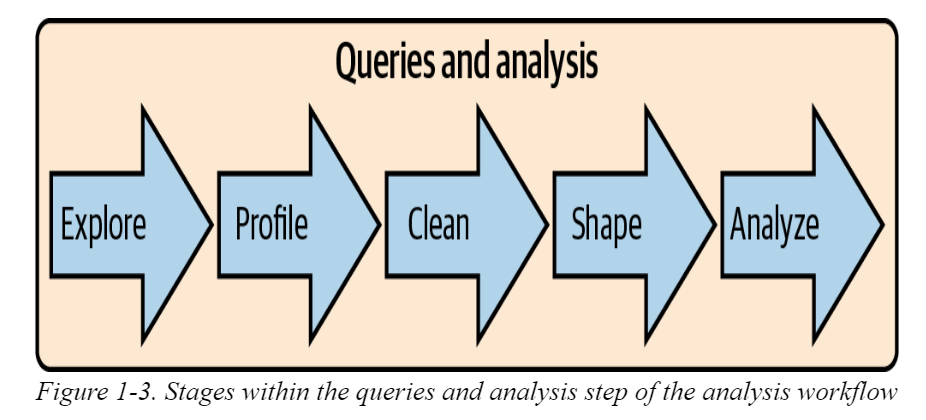 Queries and analysis
Explore
Profile
Clean
Shape
Analyze
Figure 1-3. Stages within the queries and analysis step of the analysis workflow